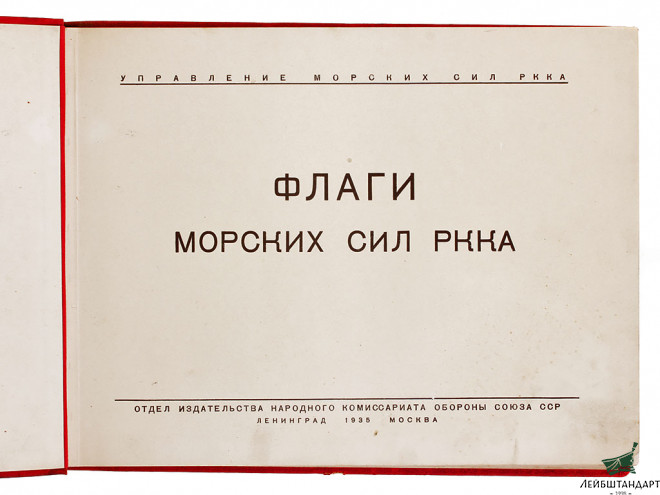 УПРАВЛЕНИЕ МОРСКИХ СИЛ РККА
ФЛАГИ
МОРСКИХ СИЛ РККА
ОТДЕЛ ИЗДАТЕЛЬСТВА НАРОДНОГО КОМИССАРИАТА ОБОРОНЫ СОЮЗА ССР
ЛЕНИНГРАД 1935 МОСКВА
ЛЕЙБШТАНДАРТ
– 1998 –